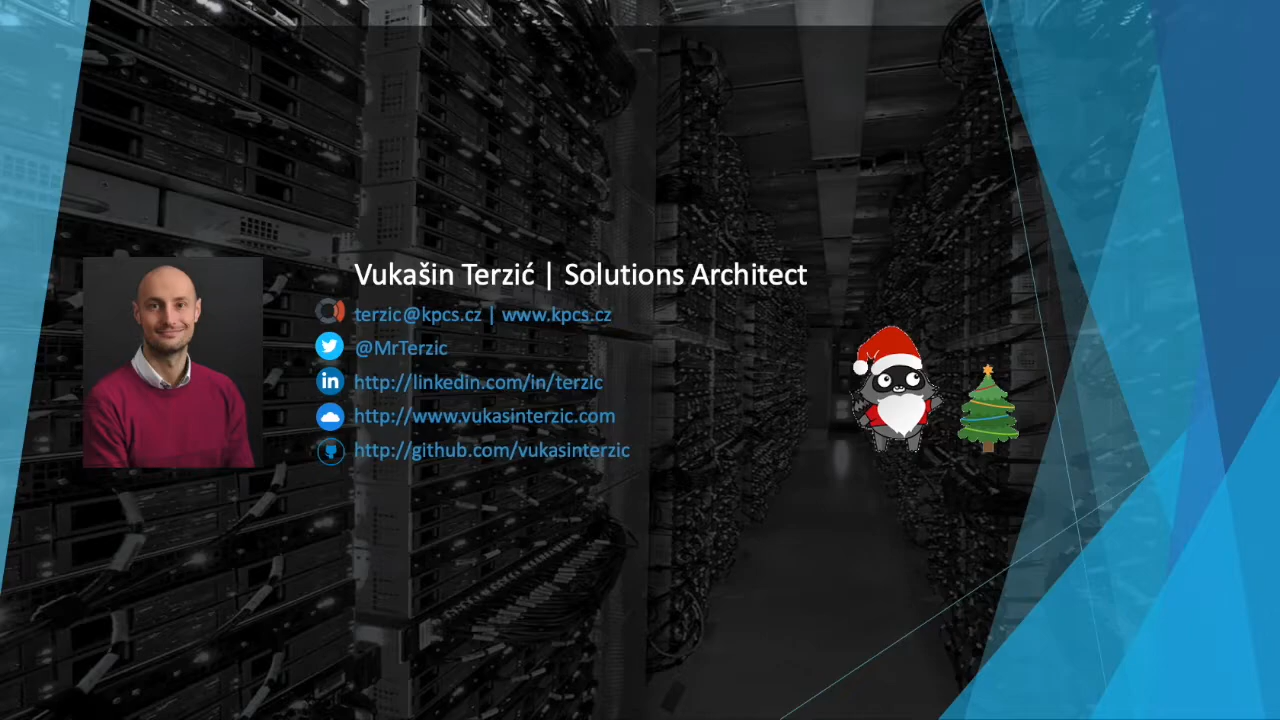 Vukašin Terzić | Solutions Architect
terzic@kpcs.cz | www.kpcs.cz
@MrTerzic
in
http://linkedin.com/in/terzic
http://www.vukasinterzic.com
http://github.com/vukasinterzic